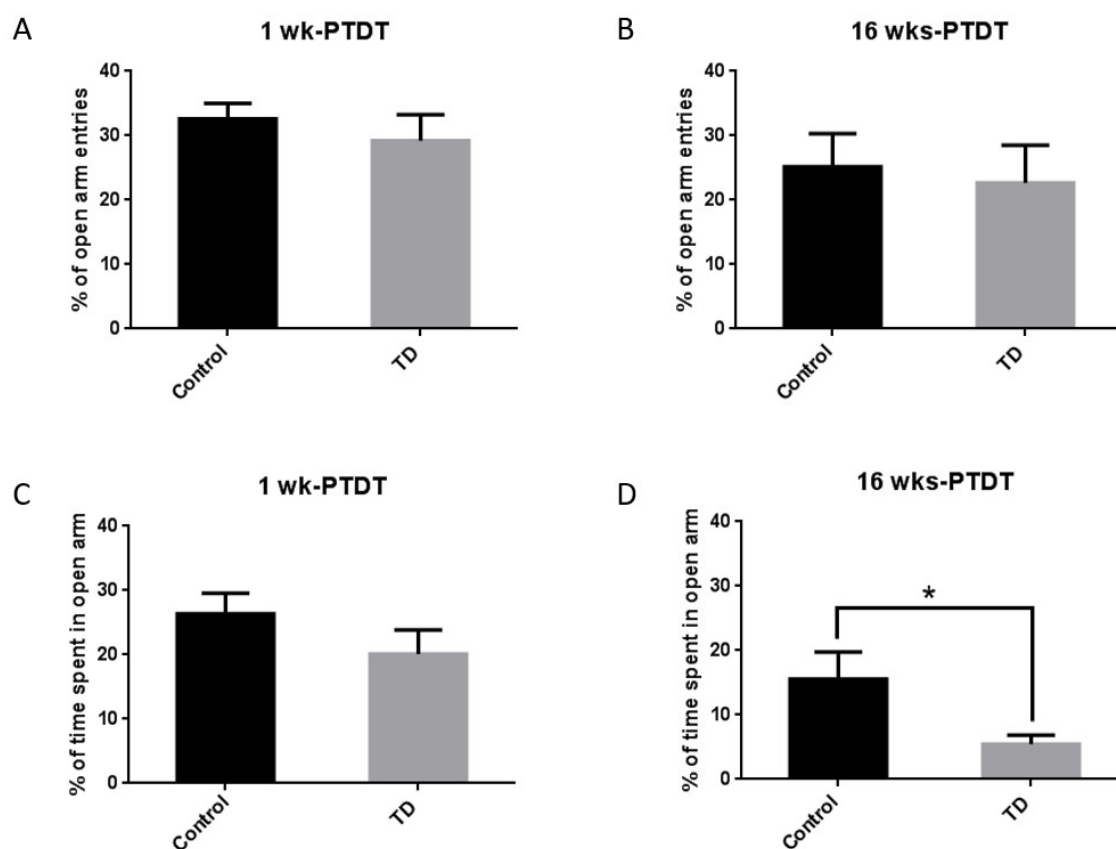 A
1 wk-PTDT
% of open arm entries
40
30
20
10
0
Control
TD
B
16 wks-PTDT
% of open arm entries
40
30
20
10
0
Control
TD
C
1 wk-PTDT
% of time spent in open arm
40
30
20
10
0
Control
TD
D
16 wks-PTDT
% of time spent in open arm
40
30
20
10
0
*
Control
TD